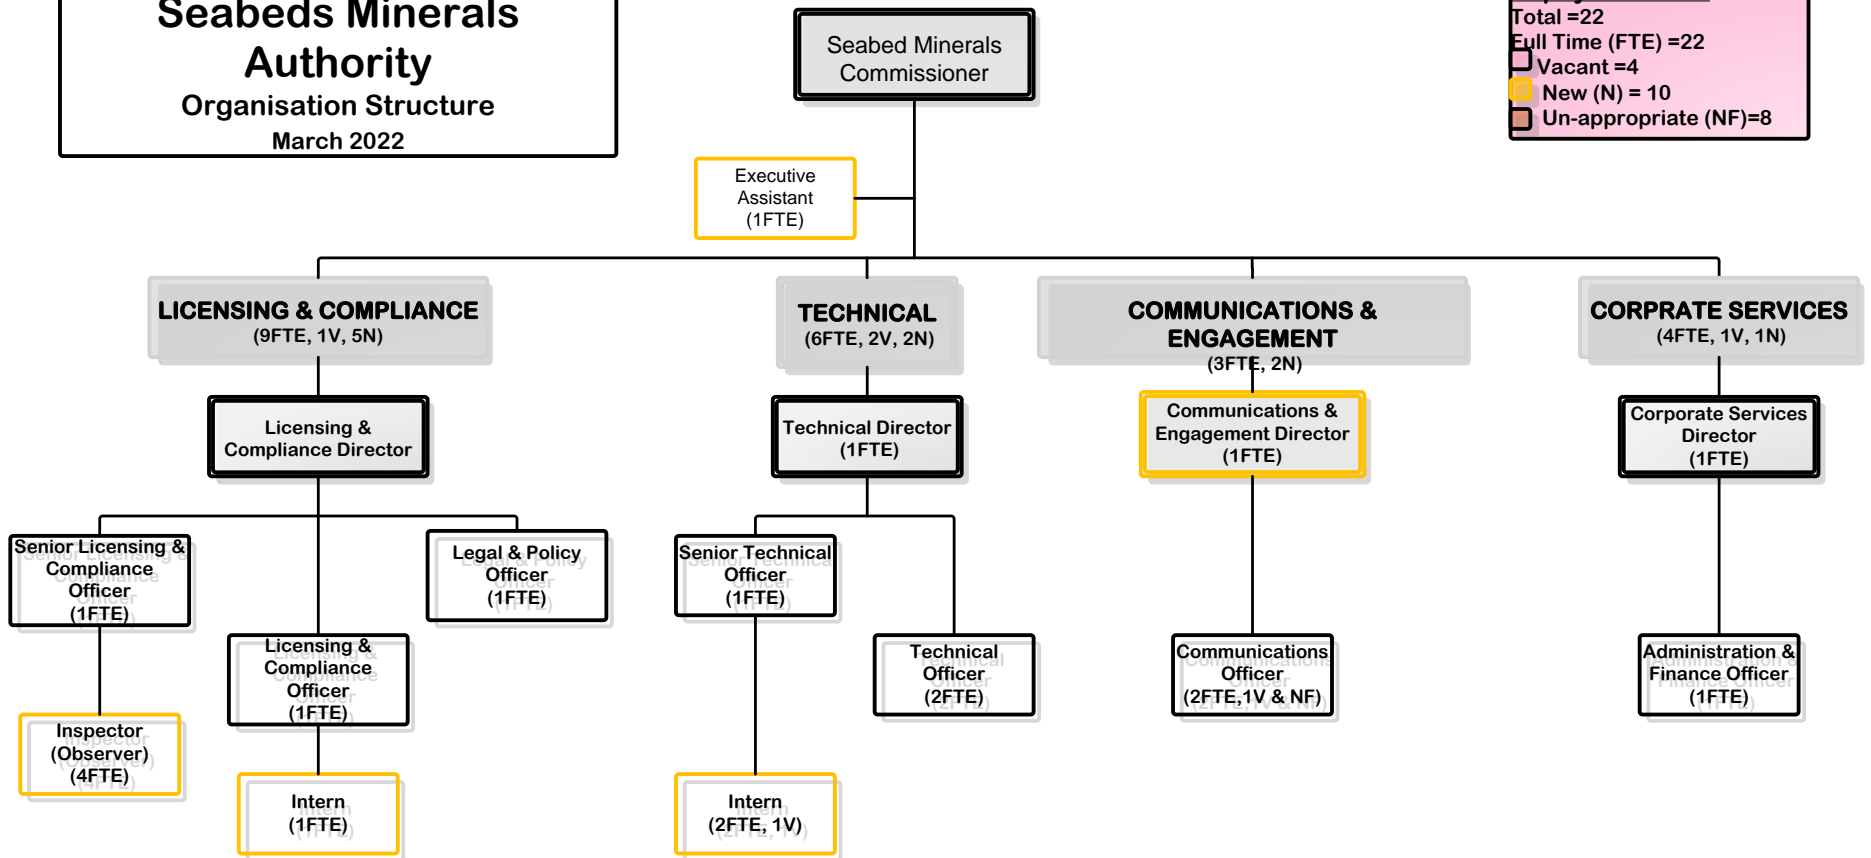 Seabeds Minerals
Authority
Organisation Structure
March 2022
Seabed Minerals
Commissioner
Total =22
Full Time (FTE) =22
Vacant =4
New (N) = 10
Un-appropriate (NF)=8
Executive
Assistant
(1FTE)
LICENSING & COMPLIANCE
(9FTE, 1V, 5N)
TECHNICAL
(6FTE, 2V, 2N)
COMMUNICATIONS &
ENGAGEMENT
(3FTE, 2N)
CORPRATE SERVICES
(4FTE, 1V, 1N)
Licensing &
Compliance Director
Technical Director
(1FTE)
Communications &
Engagement Director
(1FTE)
Corporate Services
Director
(1FTE)
Senior Licensing &
Compliance
Officer
(1FTE)
Legal & Policy
Officer
(1FTE)
Senior Technical
Officer
(1FTE)
Licensing &
Compliance
Officer
(1FTE)
Technical
Officer
(2FTE)
Communications
Officer
(2FTE,1V & NF)
Administration &
Finance Officer
(1FTE)
Inspector
(Observer)
(4FTE)
Intern
(1FTE)
Intern
(2FTE, 1V)